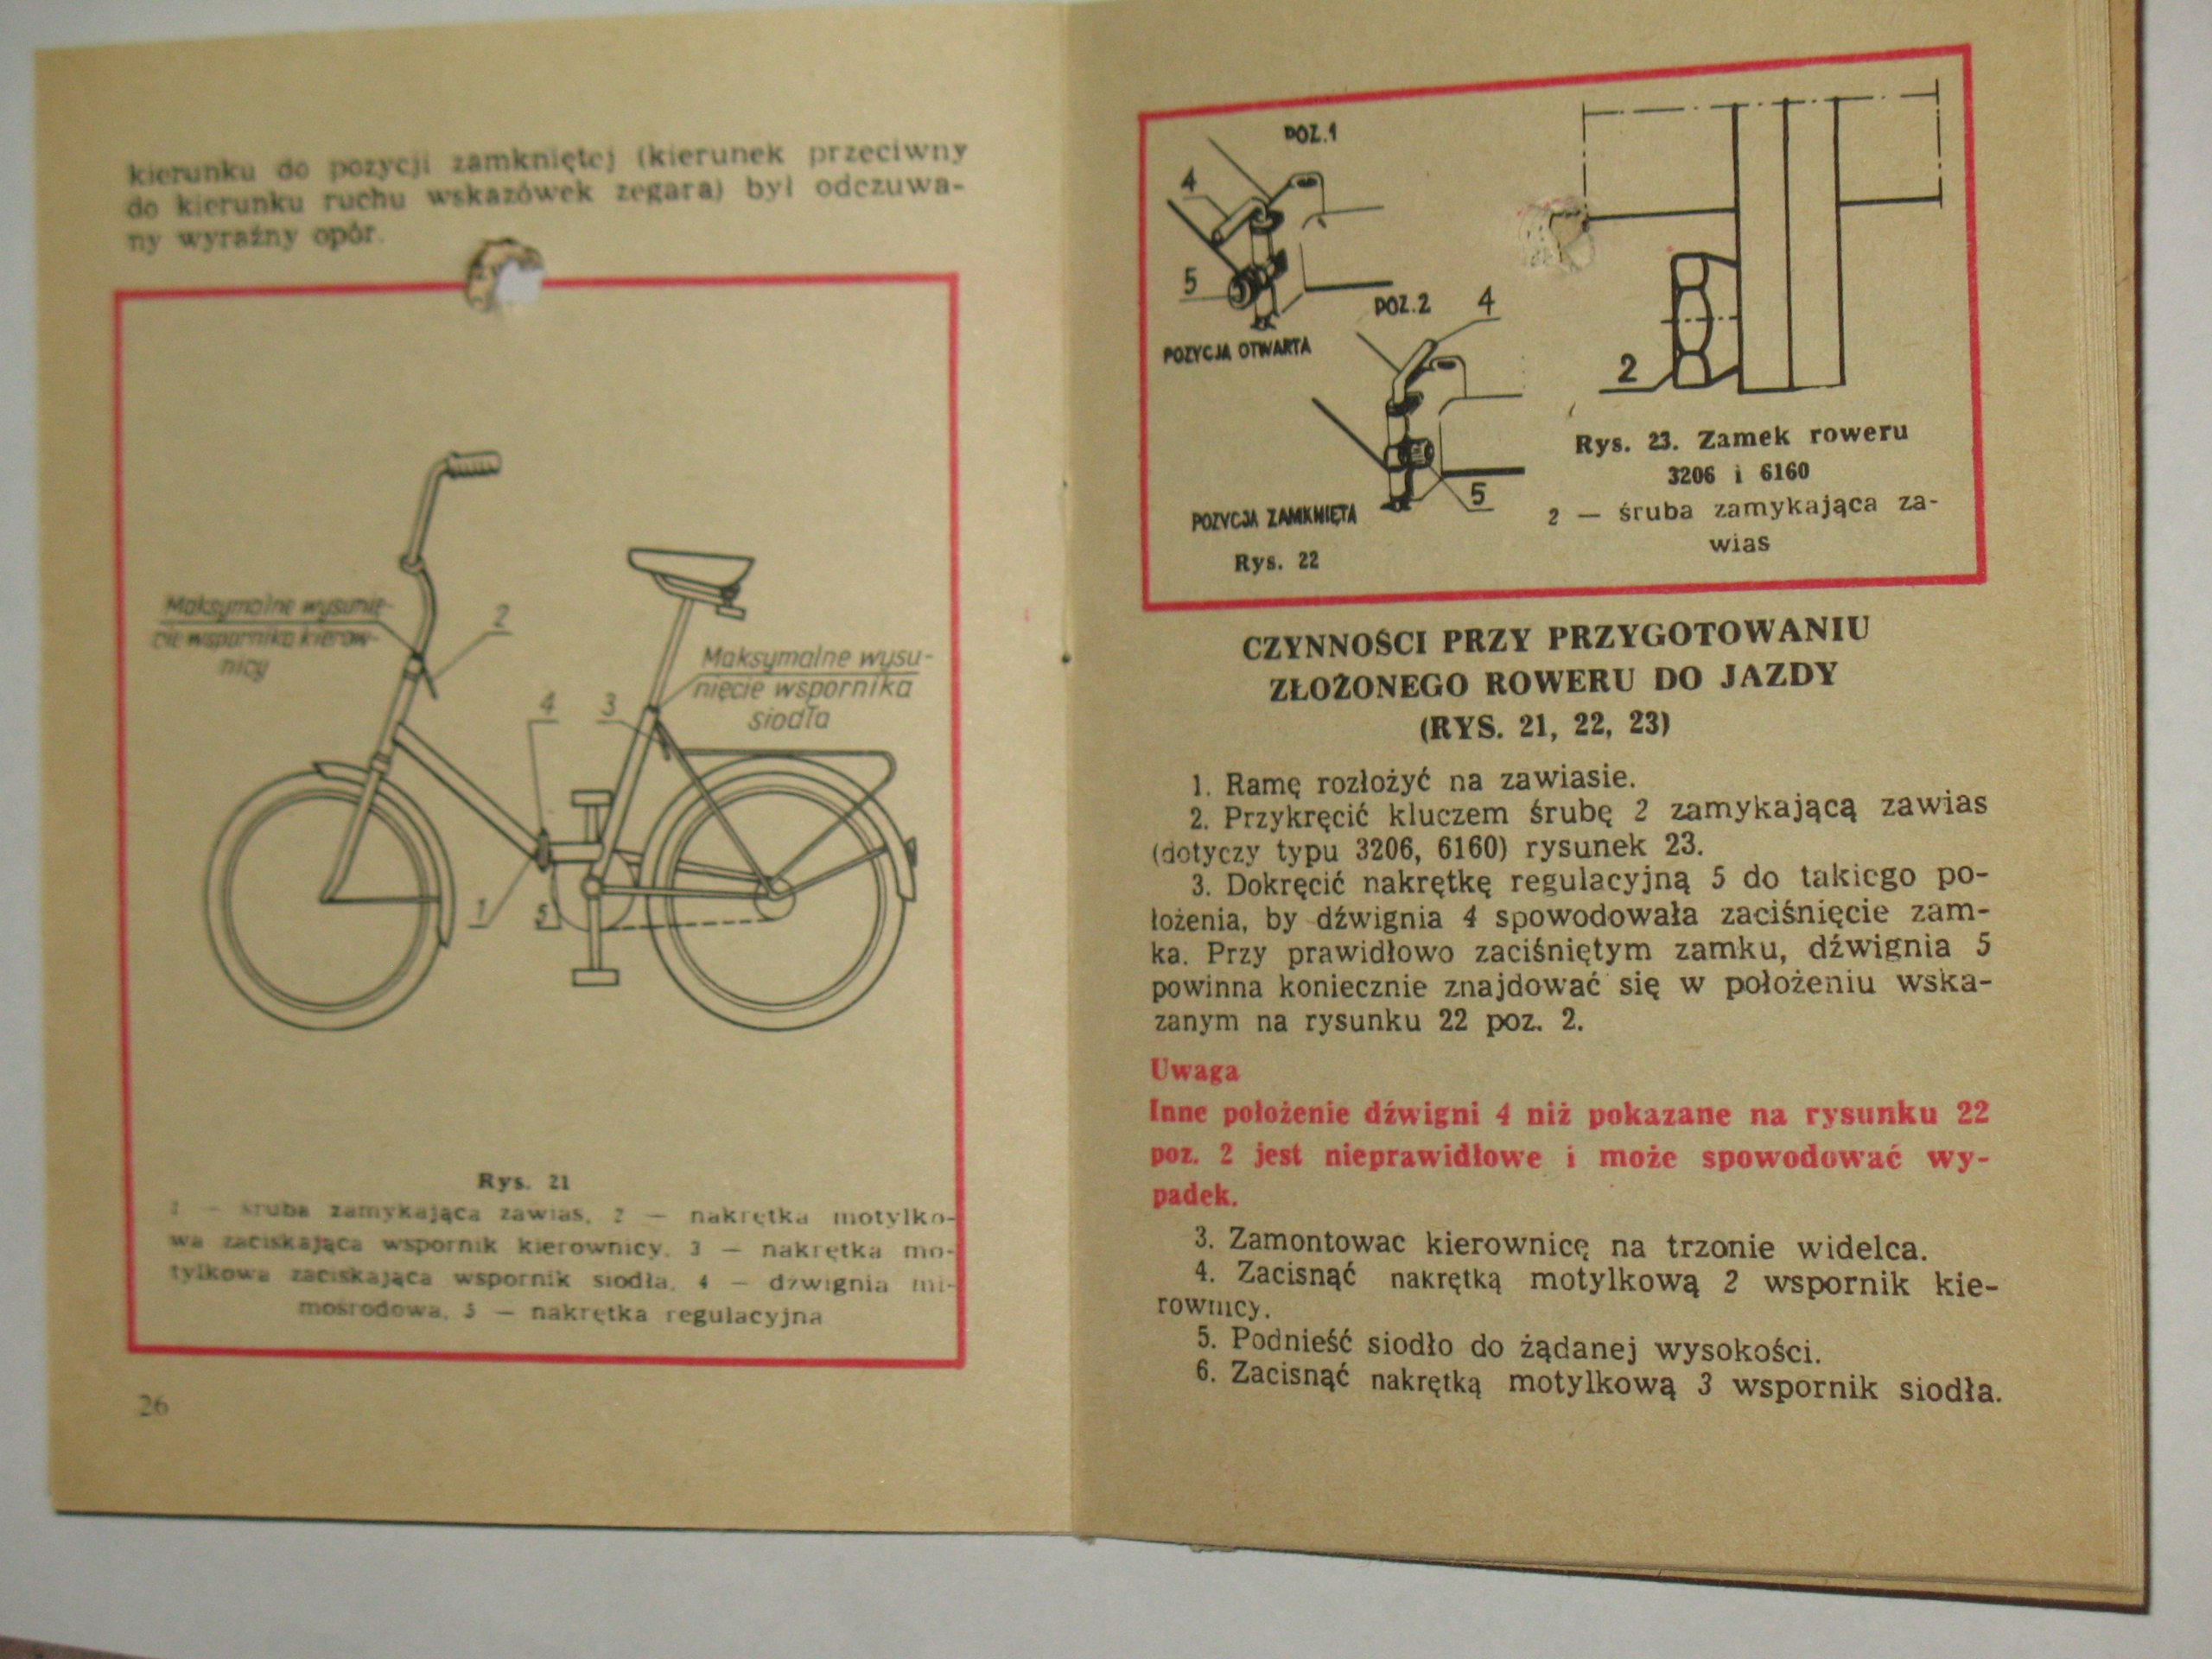 kierunku do pozycji zamkniętej (kierunek przeciwny
do kierunku ruchu wskazówek zegara) był odczuwa-
ny wyraźny opór.
Maksymalne wysunię-
cie wspornika kierow-
nicy
2
Maksymalne wysu-
nięcie wspornika
siodła
4
3
1
5
Rys. 21
1 — śruba zamykająca zawias, 2 — nakrętka motylko-
wa zaciskająca wspornik kierownicy, 3 — nakrętka mo-
tylkowa zaciskająca wspornik siodła, 4 — dźwignia mi-
mośrodowa, 5 — nakrętka regulacyjna
26
POZ.1
4
5
POZYCJA OTWARTA
POZ.2
4
5
POZYCJA ZAMKNIĘTA
Rys. 22
2
Rys. 23. Zamek roweru
3206 i 6160
2 — śruba zamykająca za-
wias
CZYNNOŚCI PRZY PRZYGOTOWANIU
ZŁOŻONEGO ROWERU DO JAZDY
(RYS. 21, 22, 23)
1. Ramę rozłożyć na zawiasie.
2. Przykręcić kluczem śrubę 2 zamykającą zawias
(dotyczy typu 3206, 6160) rysunek 23.
3. Dokręcić nakrętkę regulacyjną 5 do takiego po-
łożenia, by dźwignia 4 spowodowała zaciśnięcie zam-
ka. Przy prawidłowo zaciśniętym zamku, dźwignia 5
powinna koniecznie znajdować się w położeniu wska-
zanym na rysunku 22 poz. 2.
Uwaga
Inne położenie dźwigni 4 niż pokazane na rysunku 22
poz. 2 jest nieprawidłowe i może spowodować wy-
padek.
3. Zamontowac kierownicę na trzonie widelca.
4. Zacisnąć nakrętką motylkową 2 wspornik kie-
rownicy.
5. Podnieść siodło do żądanej wysokości.
6. Zacisnąć nakrętką motylkową 3 wspornik siodła.